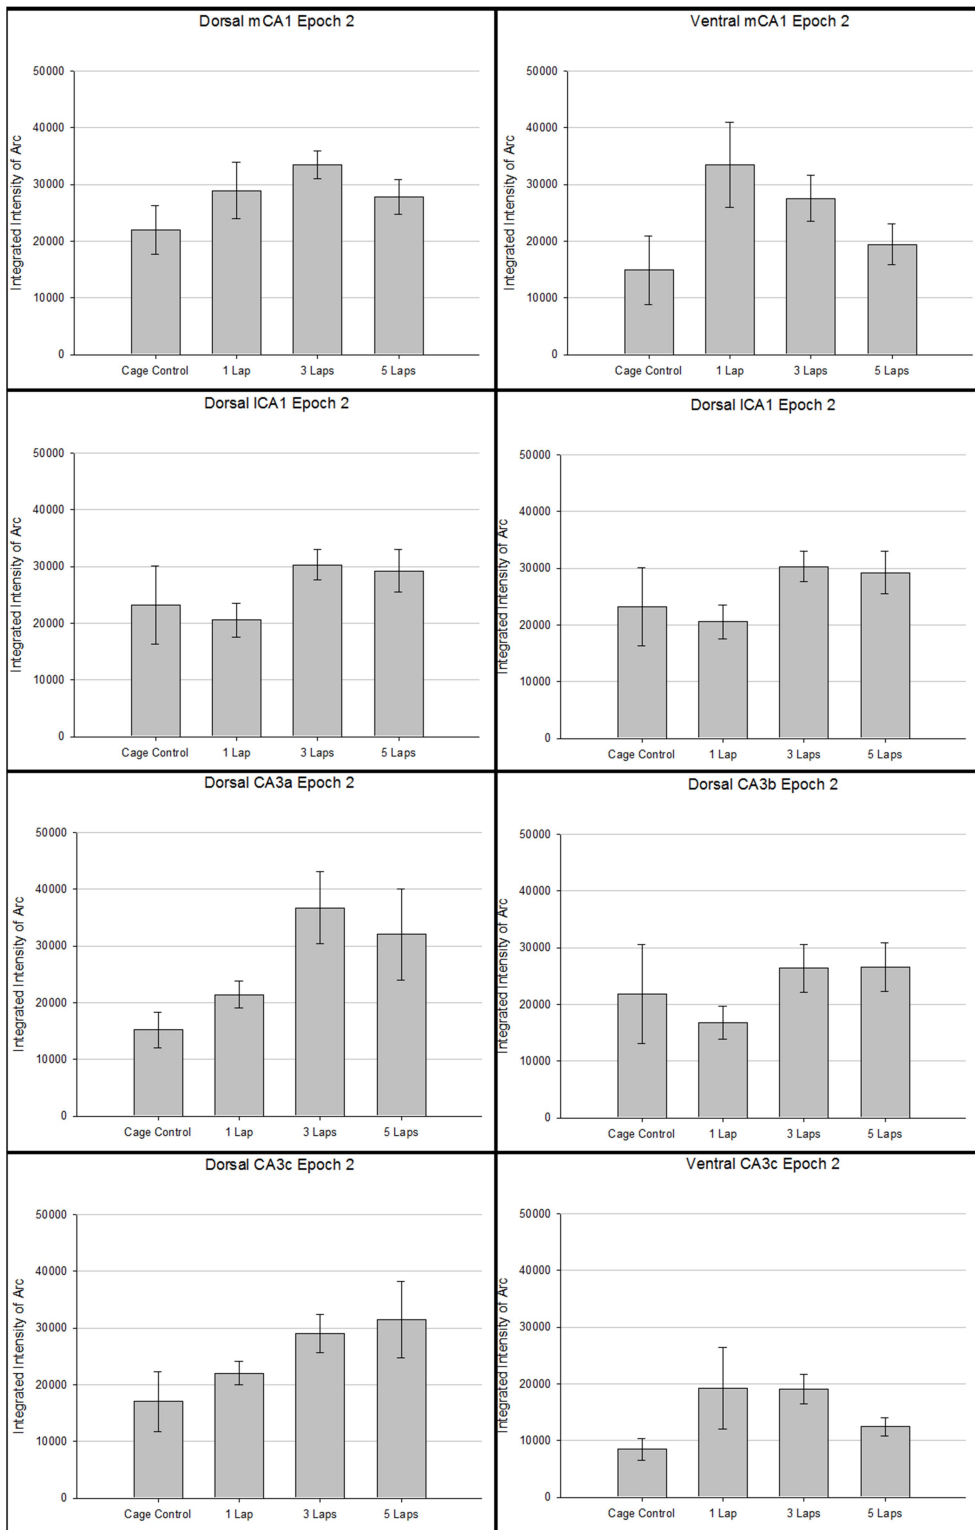 Dorsal mCA1 Epoch 2
Integrated Intensity of Arc
50000
40000
30000
20000
10000
0
Cage Control 1 Lap 3 Laps 5 Laps
Ventral mCA1 Epoch 2
Integrated Intensity of Arc
50000
40000
30000
20000
10000
0
Cage Control 1 Lap 3 Laps 5 Laps
Dorsal lCA1 Epoch 2
Integrated Intensity of Arc
50000
40000
30000
20000
10000
0
Cage Control 1 Lap 3 Laps 5 Laps
Dorsal lCA1 Epoch 2
Integrated Intensity of Arc
50000
40000
30000
20000
10000
0
Cage Control 1 Lap 3 Laps 5 Laps
Dorsal CA3a Epoch 2
Integrated Intensity of Arc
50000
40000
30000
20000
10000
0
Cage Control 1 Lap 3 Laps 5 Laps
Dorsal CA3b Epoch 2
Integrated Intensity of Arc
50000
40000
30000
20000
10000
0
Cage Control 1 Lap 3 Laps 5 Laps
Dorsal CA3c Epoch 2
Integrated Intensity of Arc
50000
40000
30000
20000
10000
0
Cage Control 1 Lap 3 Laps 5 Laps
Ventral CA3c Epoch 2
Integrated Intensity of Arc
50000
40000
30000
20000
10000
0
Cage Control 1 Lap 3 Laps 5 Laps